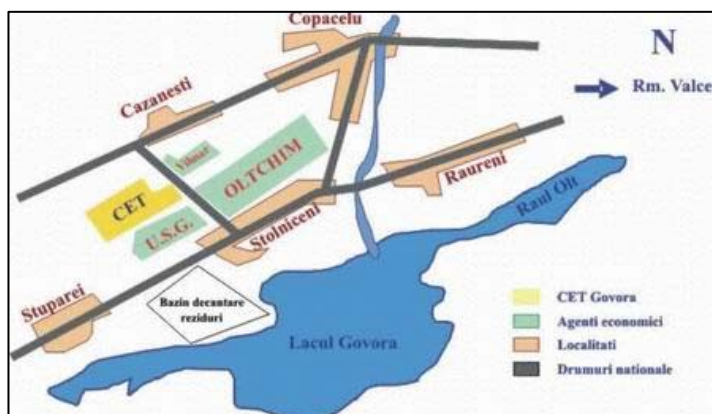 Copacelu
N
Rm. Valce
Cazanesti
Vilmar
OLTCHIM
CET
U.S.G.
Stolniceni
Raureni
Raul Olt
Stuparei
Bazin decantare
reziduri
Lacul Govora
CET Govora
Agenti economici
Localitati
Drumuri nationale